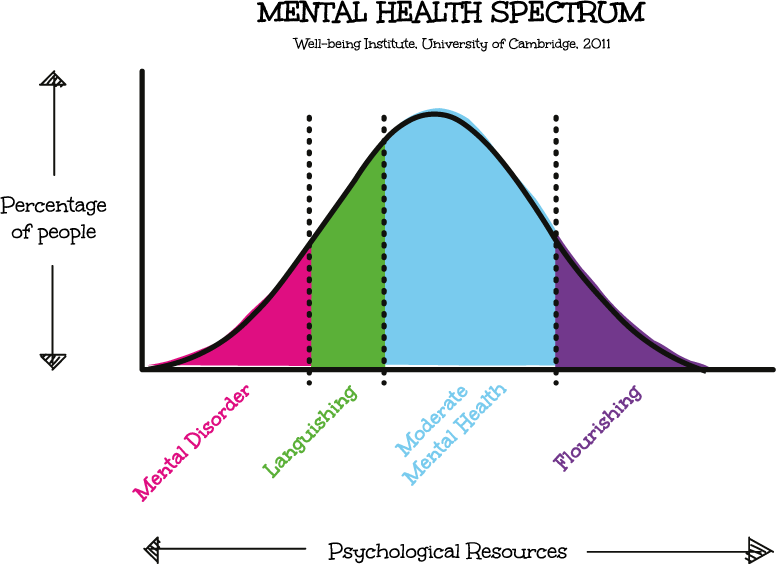 MENTAL HEALTH SPECTRUM
Well-being Institute, University of Cambridge, 2011
Percentage
of people
Mental Disorder
Languishing
Moderate
Mental Health
Flourishing
Psychological Resources